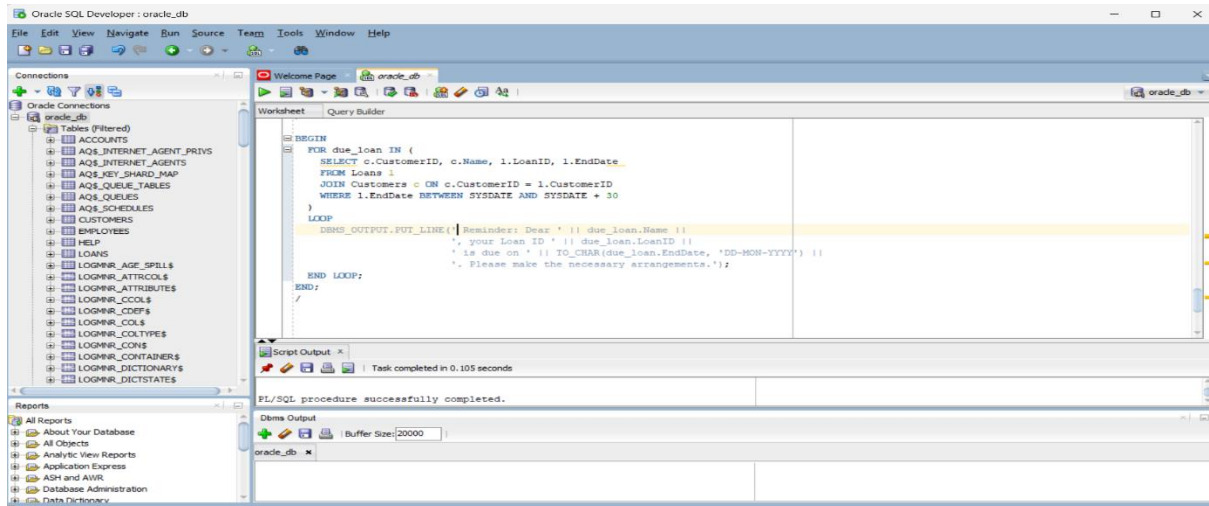 Oracle SQL Developer : oracle_db
File Edit View Navigate Run Source Team Tools Window Help
Connections
Oracle Connections
oracle_db
Tables (Filtered)
ACCOUNTS
AQ$_INTERNET_AGENT_PRIVS
AQ$_INTERNET_AGENTS
AQ$_KEY_SHARD_MAP
AQ$_QUEUE_TABLES
AQ$_QUEUES
AQ$_SCHEDULES
CUSTOMERS
EMPLOYEES
HELP
LOANS
LOGMNR_AGE_SPILL$
LOGMNR_ATTRCOL$
LOGMNR_ATTRIBUTE$
LOGMNR_CCOL$
LOGMNR_CDEF$
LOGMNR_COL$
LOGMNR_COLTYPE$
LOGMNR_CON$
LOGMNR_CONTAINER$
LOGMNR_DICTIONARY$
LOGMNR_DICTSTATE$
Reports
All Reports
About Your Database
All Objects
Analytic View Reports
Application Express
ASH and AWR
Database Administration
Data Dictionary
Welcome Page oracle_db
oracle_db
Worksheet Query Builder
BEGIN
FOR due_loan IN (
SELECT c.CustomerID, c.Name, l.LoanID, l.EndDate
FROM Loans l
JOIN Customers c ON c.CustomerID = l.CustomerID
WHERE l.EndDate BETWEEN SYSDATE AND SYSDATE + 30
)
LOOP
DBMS_OUTPUT.PUT_LINE(' Reminder: Dear ' || due_loan.Name ||
', your Loan ID ' || due_loan.LoanID ||
' is due on ' || TO_CHAR(due_loan.EndDate, 'DD-MON-YYYY') ||
'. Please make the necessary arrangements.');
END LOOP;
END;
/
Script Output
Task completed in 0.105 seconds
PL/SQL procedure successfully completed.
Dbms Output
Buffer Size: 20000
oracle_db